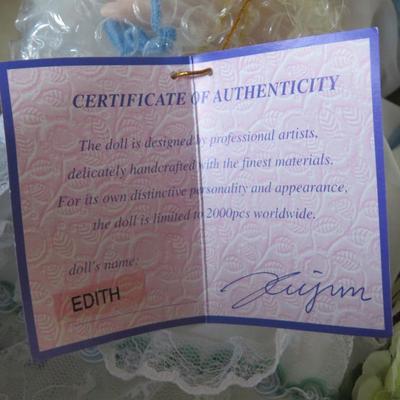 CERTIFICATE OF AUTHENTICITY
The doll is designed by professional artists,
delicately handcrafted with the finest materials.
For its own distinctive personality and appearance,
the doll is limited to 2000pcs worldwide.
doll's name:
EDITH